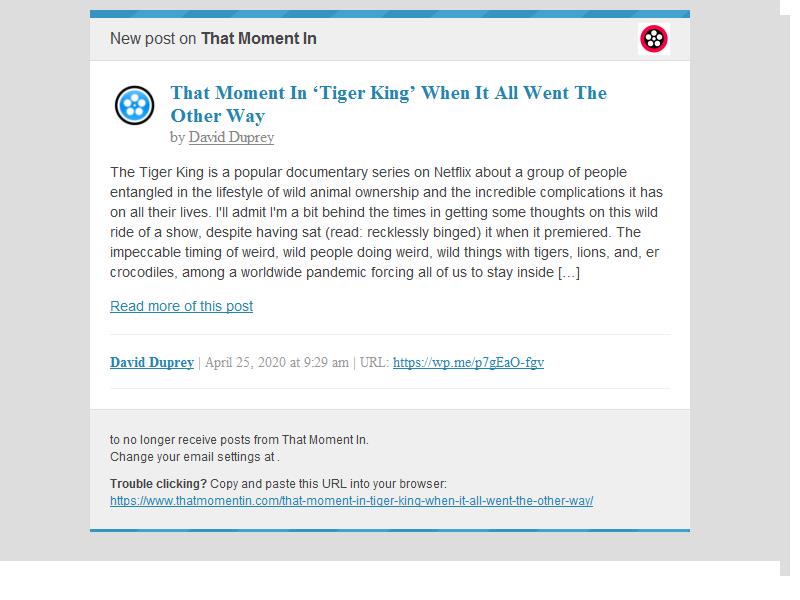 New post on That Moment In
That Moment In ‘Tiger King’ When It All Went The
Other Way
by David Duprey
The Tiger King is a popular documentary series on Netflix about a group of people
entangled in the lifestyle of wild animal ownership and the incredible complications it has
on all their lives. I'll admit I'm a bit behind the times in getting some thoughts on this wild
ride of a show, despite having sat (read: recklessly binged) it when it premiered. The
impeccable timing of weird, wild people doing weird, wild things with tigers, lions, and, er
crocodiles, among a worldwide pandemic forcing all of us to stay inside […]
Read more of this post
David Duprey | April 25, 2020 at 9:29 am | URL: https://wp.me/p7gEaO-fgv
to no longer receive posts from That Moment In.
Change your email settings at .
Trouble clicking? Copy and paste this URL into your browser:
https://www.thatmomentin.com/that-moment-in-tiger-king-when-it-all-went-the-other-way/